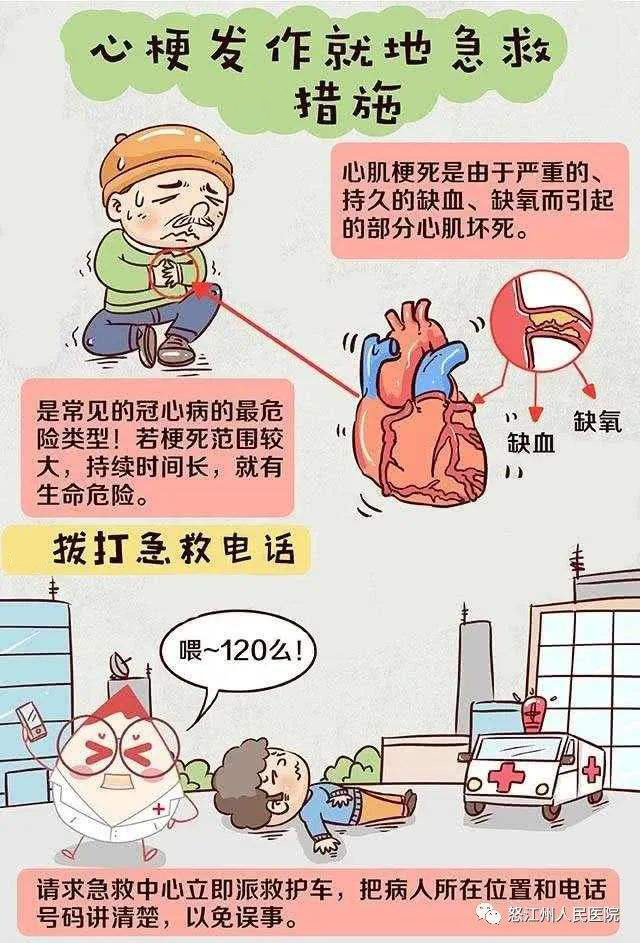 心梗发作就地急救
措施
心肌梗死是由于严重的、
持久的缺血、缺氧而引起
的部分心肌坏死。
缺血
缺氧
是常见的冠心病的最危
险类型！若梗死范围较
大，持续时间长，就有
生命危险。
拨打急救电话
喂~120么！
请求急救中心立即派救护车，把病人所在位置和电话
号码讲清楚，以免误事。
怒江州人民医院